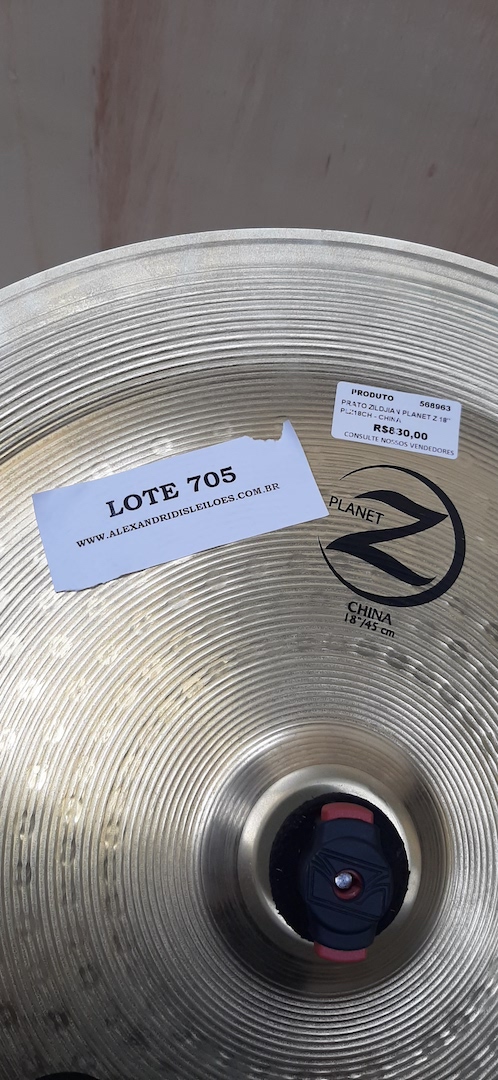 PRODUTO 568963
PRATO ZILDJIAN PLANET Z 18"
PLZ18CH - CHINA
R$830,00
CONSULTE NOSSOS VENDEDORES
LOTE 705
WWW.ALEXANDRIDISLEILOES.COM.BR
PLANET
Z
CHINA
18"/45 cm